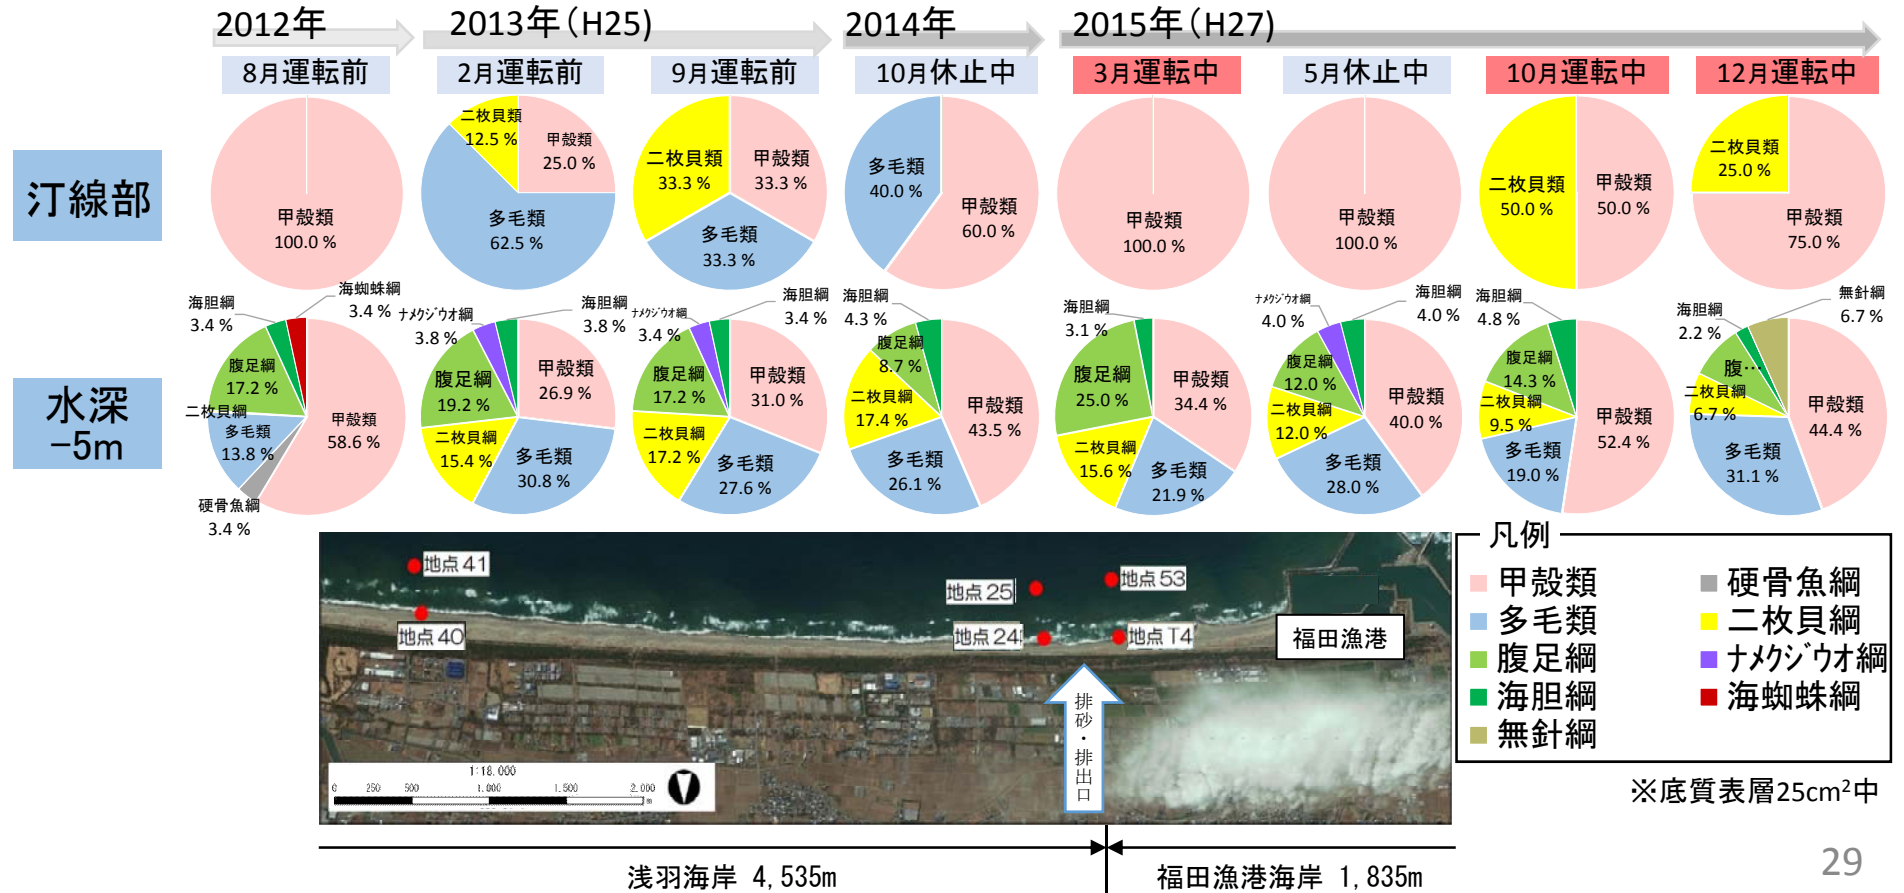 2012年
2013年（H25）
2014年
2015年（H27）
8月運転前
2月運転前
9月運転前
10月休止中
3月運転中
5月休止中
10月運転中
12月運転中
汀線部
甲殻類
100.0 %
二枚貝類
12.5 %
甲殻類
25.0 %
多毛類
62.5 %
二枚貝類
33.3 %
甲殻類
33.3 %
多毛類
33.3 %
多毛類
40.0 %
甲殻類
60.0 %
甲殻類
100.0 %
甲殻類
100.0 %
二枚貝類
50.0 %
甲殻類
50.0 %
二枚貝類
25.0 %
甲殻類
75.0 %
水深
−5m
海胆綱
3.4 %
海蜘蛛綱
3.4 %
腹足綱
17.2 %
二枚貝綱
多毛類
13.8 %
甲殻類
58.6 %
硬骨魚綱
3.4 %
ﾅﾒｸｼﾞｳｵ綱
3.8 %
海胆綱
3.8 %
腹足綱
19.2 %
甲殻類
26.9 %
二枚貝綱
15.4 %
多毛類
30.8 %
ﾅﾒｸｼﾞｳｵ綱
3.4 %
海胆綱
3.4 %
腹足綱
17.2 %
甲殻類
31.0 %
二枚貝綱
17.2 %
多毛類
27.6 %
海胆綱
4.3 %
腹足綱
8.7 %
二枚貝綱
17.4 %
甲殻類
43.5 %
多毛類
26.1 %
海胆綱
3.1 %
腹足綱
25.0 %
甲殻類
34.4 %
二枚貝綱
15.6 %
多毛類
21.9 %
ﾅﾒｸｼﾞｳｵ綱
4.0 %
海胆綱
4.0 %
腹足綱
12.0 %
二枚貝綱
12.0 %
甲殻類
40.0 %
多毛類
28.0 %
海胆綱
4.8 %
腹足綱
14.3 %
二枚貝綱
9.5 %
甲殻類
52.4 %
多毛類
19.0 %
海胆綱
2.2 %
無針綱
6.7 %
腹…
二枚貝綱
6.7 %
甲殻類
44.4 %
多毛類
31.1 %
地点41
地点40
地点25
地点53
地点24
地点T4
福田漁港
排砂・排出口
1:18,000
0 250 500 1,000 1,500 2,000
m
凡例
甲殻類
硬骨魚綱
多毛類
二枚貝綱
腹足綱
ﾅﾒｸｼﾞｳｵ綱
海胆綱
海蜘蛛綱
無針綱
※底質表層25cm²中
浅羽海岸 4,535m
福田漁港海岸 1,835m
29